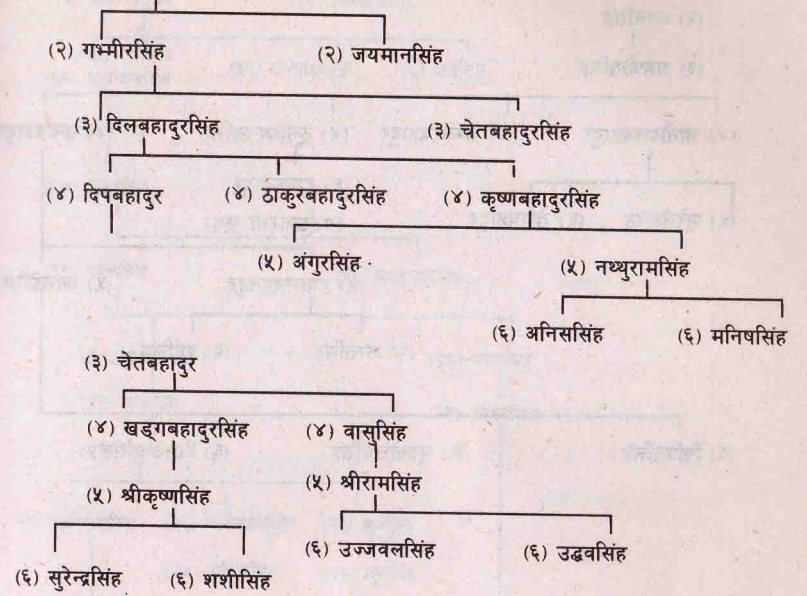 (२) गभ्मीरसिंह (२) जयमानसिंह
(३) दिलबहादुरसिंह (३) चेतबहादुरसिंह
(४) दिपबहादुर (४) ठाकुरबहादुरसिंह (४) कृष्णबहादुरसिंह
(५) अंगुरसिंह (५) नथ्थुरामसिंह
(६) अनिससिंह (६) मनिषसिंह
(३) चेतबहादुर
(४) खड्गबहादुरसिंह (४) वासुसिंह
(५) श्रीकृष्णसिंह (५) श्रीरामसिंह
(६) उज्जवलसिंह (६) उद्धवसिंह
(६) सुरेन्द्रसिंह (६) शशीसिंह